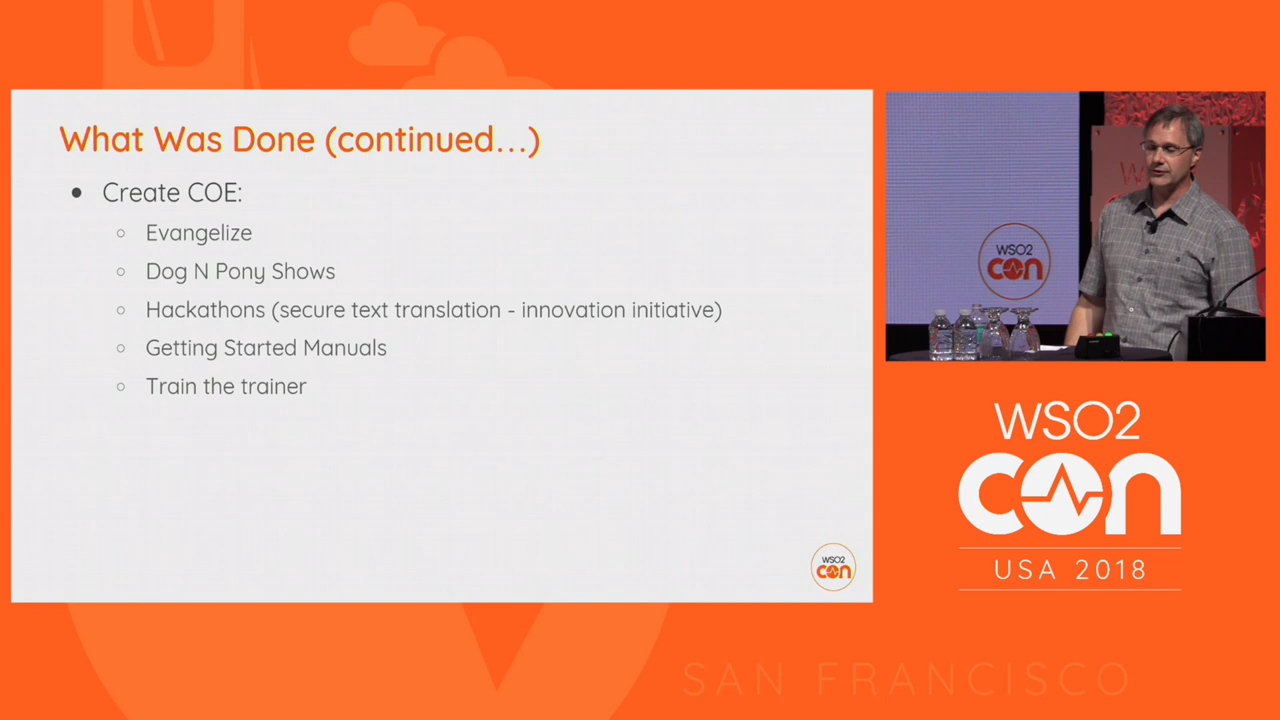 What Was Done (continued...)
● Create COE:
○ Evangelize
○ Dog N Pony Shows
○ Hackathons (secure text translation - innovation initiative)
○ Getting Started Manuals
○ Train the trainer
WSO2
con
WSO2
con
WSO2
con
USA 2018
SAN FRANCISCO